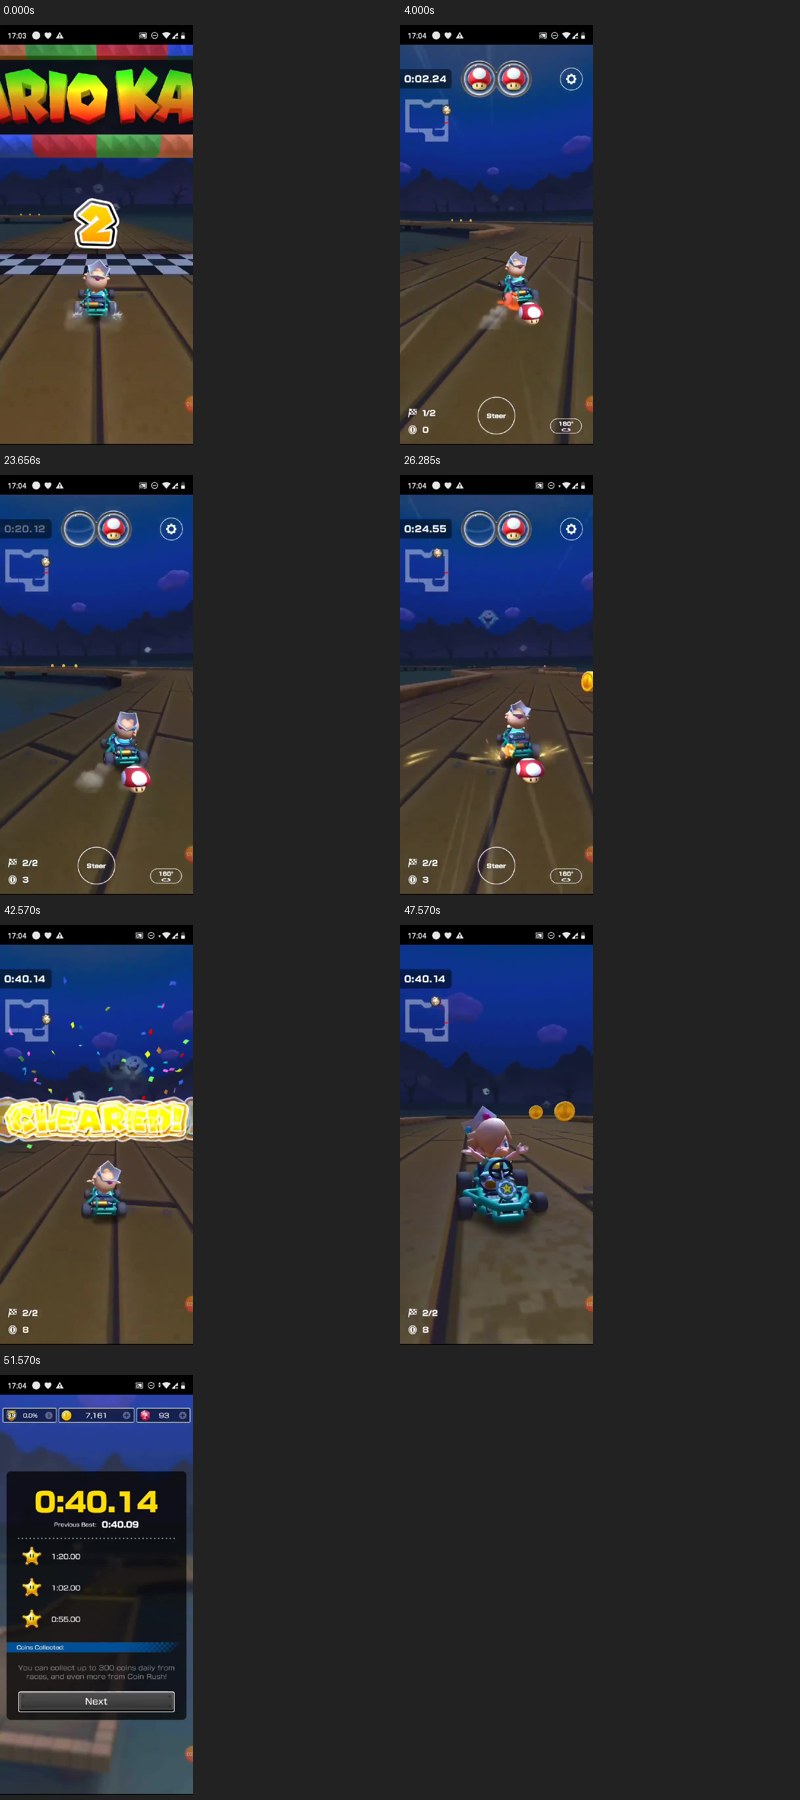 0.000s
17:03
ARIO KA
2
4.000s
17:04
0:02.24
1/2
0
Steer
180°
23.656s
17:04
0:20.12
2/2
3
Steer
180°
26.285s
17:04
0:24.55
2/2
3
Steer
180°
42.570s
17:04
0:40.14
CLEARED!
2/2
8
47.570s
17:04
0:40.14
2/2
8
51.570s
17:04
0.0%
7,161
93
0:40.14
Previous Best: 0:40.09
1:20.00
1:02.00
0:55.00
Coins Collected:
You can collect up to 300 coins daily from
races, and even more from Coin Rush!
Next